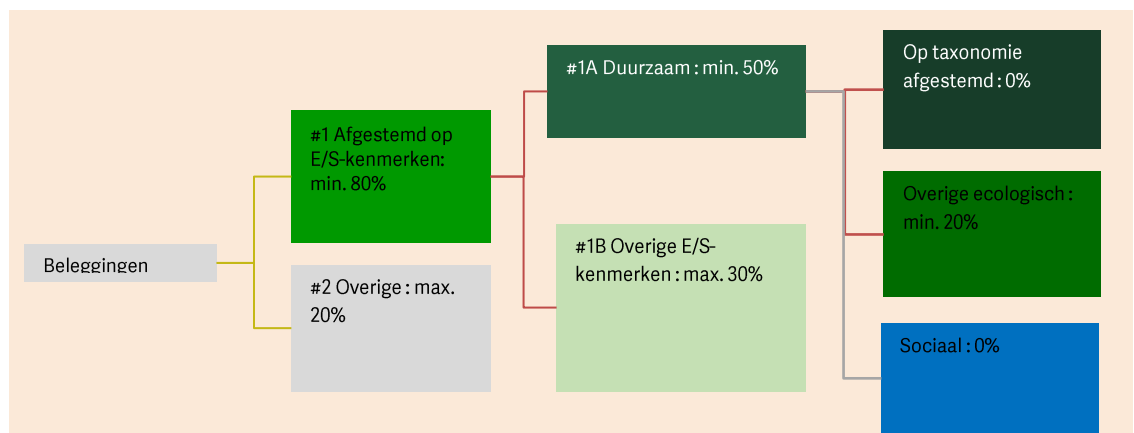 Beleggingen
#1 Afgestemd op
E/S-kenmerken:
min. 80%
#2 Overige : max.
20%
#1A Duurzaam : min. 50%
#1B Overige E/S-
kenmerken : max. 30%
Op taxonomie
afgestemd : 0%
Overige ecologisch :
min. 20%
Sociaal : 0%